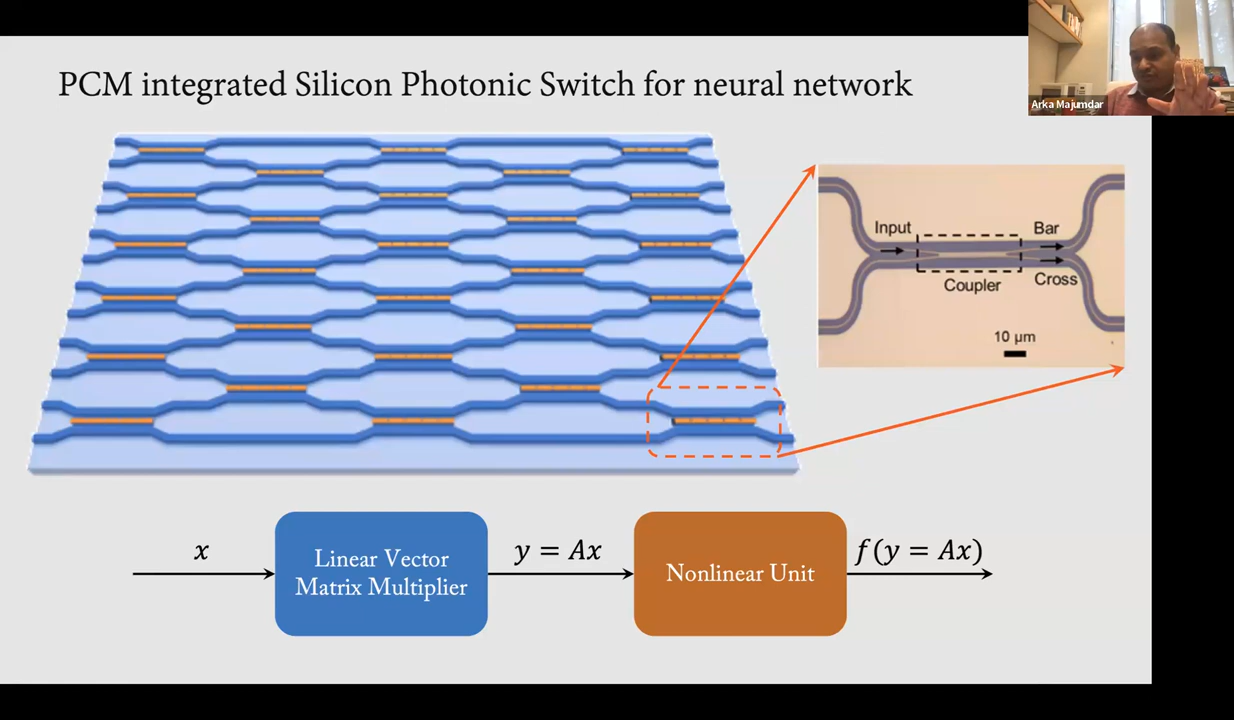 PCM integrated Silicon Photonic Switch for neural network
Arka Majumdar
Input
Bar
Coupler
Cross
10 μm
x
Linear Vector
Matrix Multiplier
y = Ax
Nonlinear Unit
f(y = Ax)